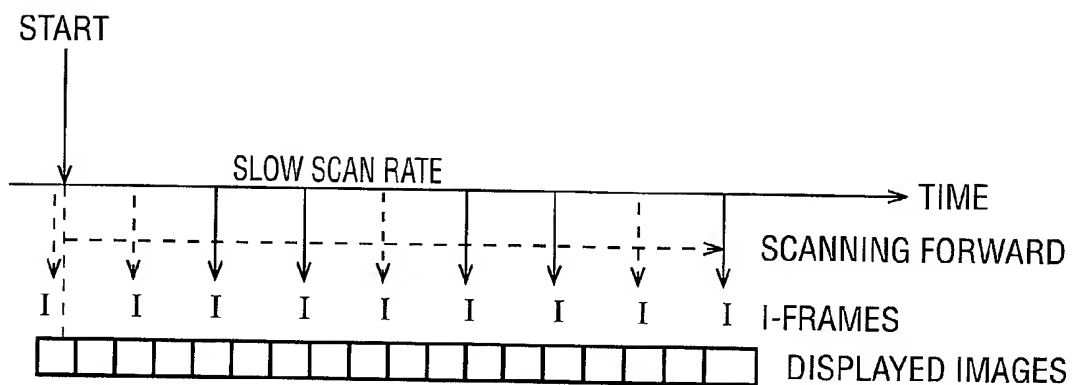 START
SLOW SCAN RATE
TIME
SCANNING FORWARD
I I I I I I I I I I-FRAMES
DISPLAYED IMAGES